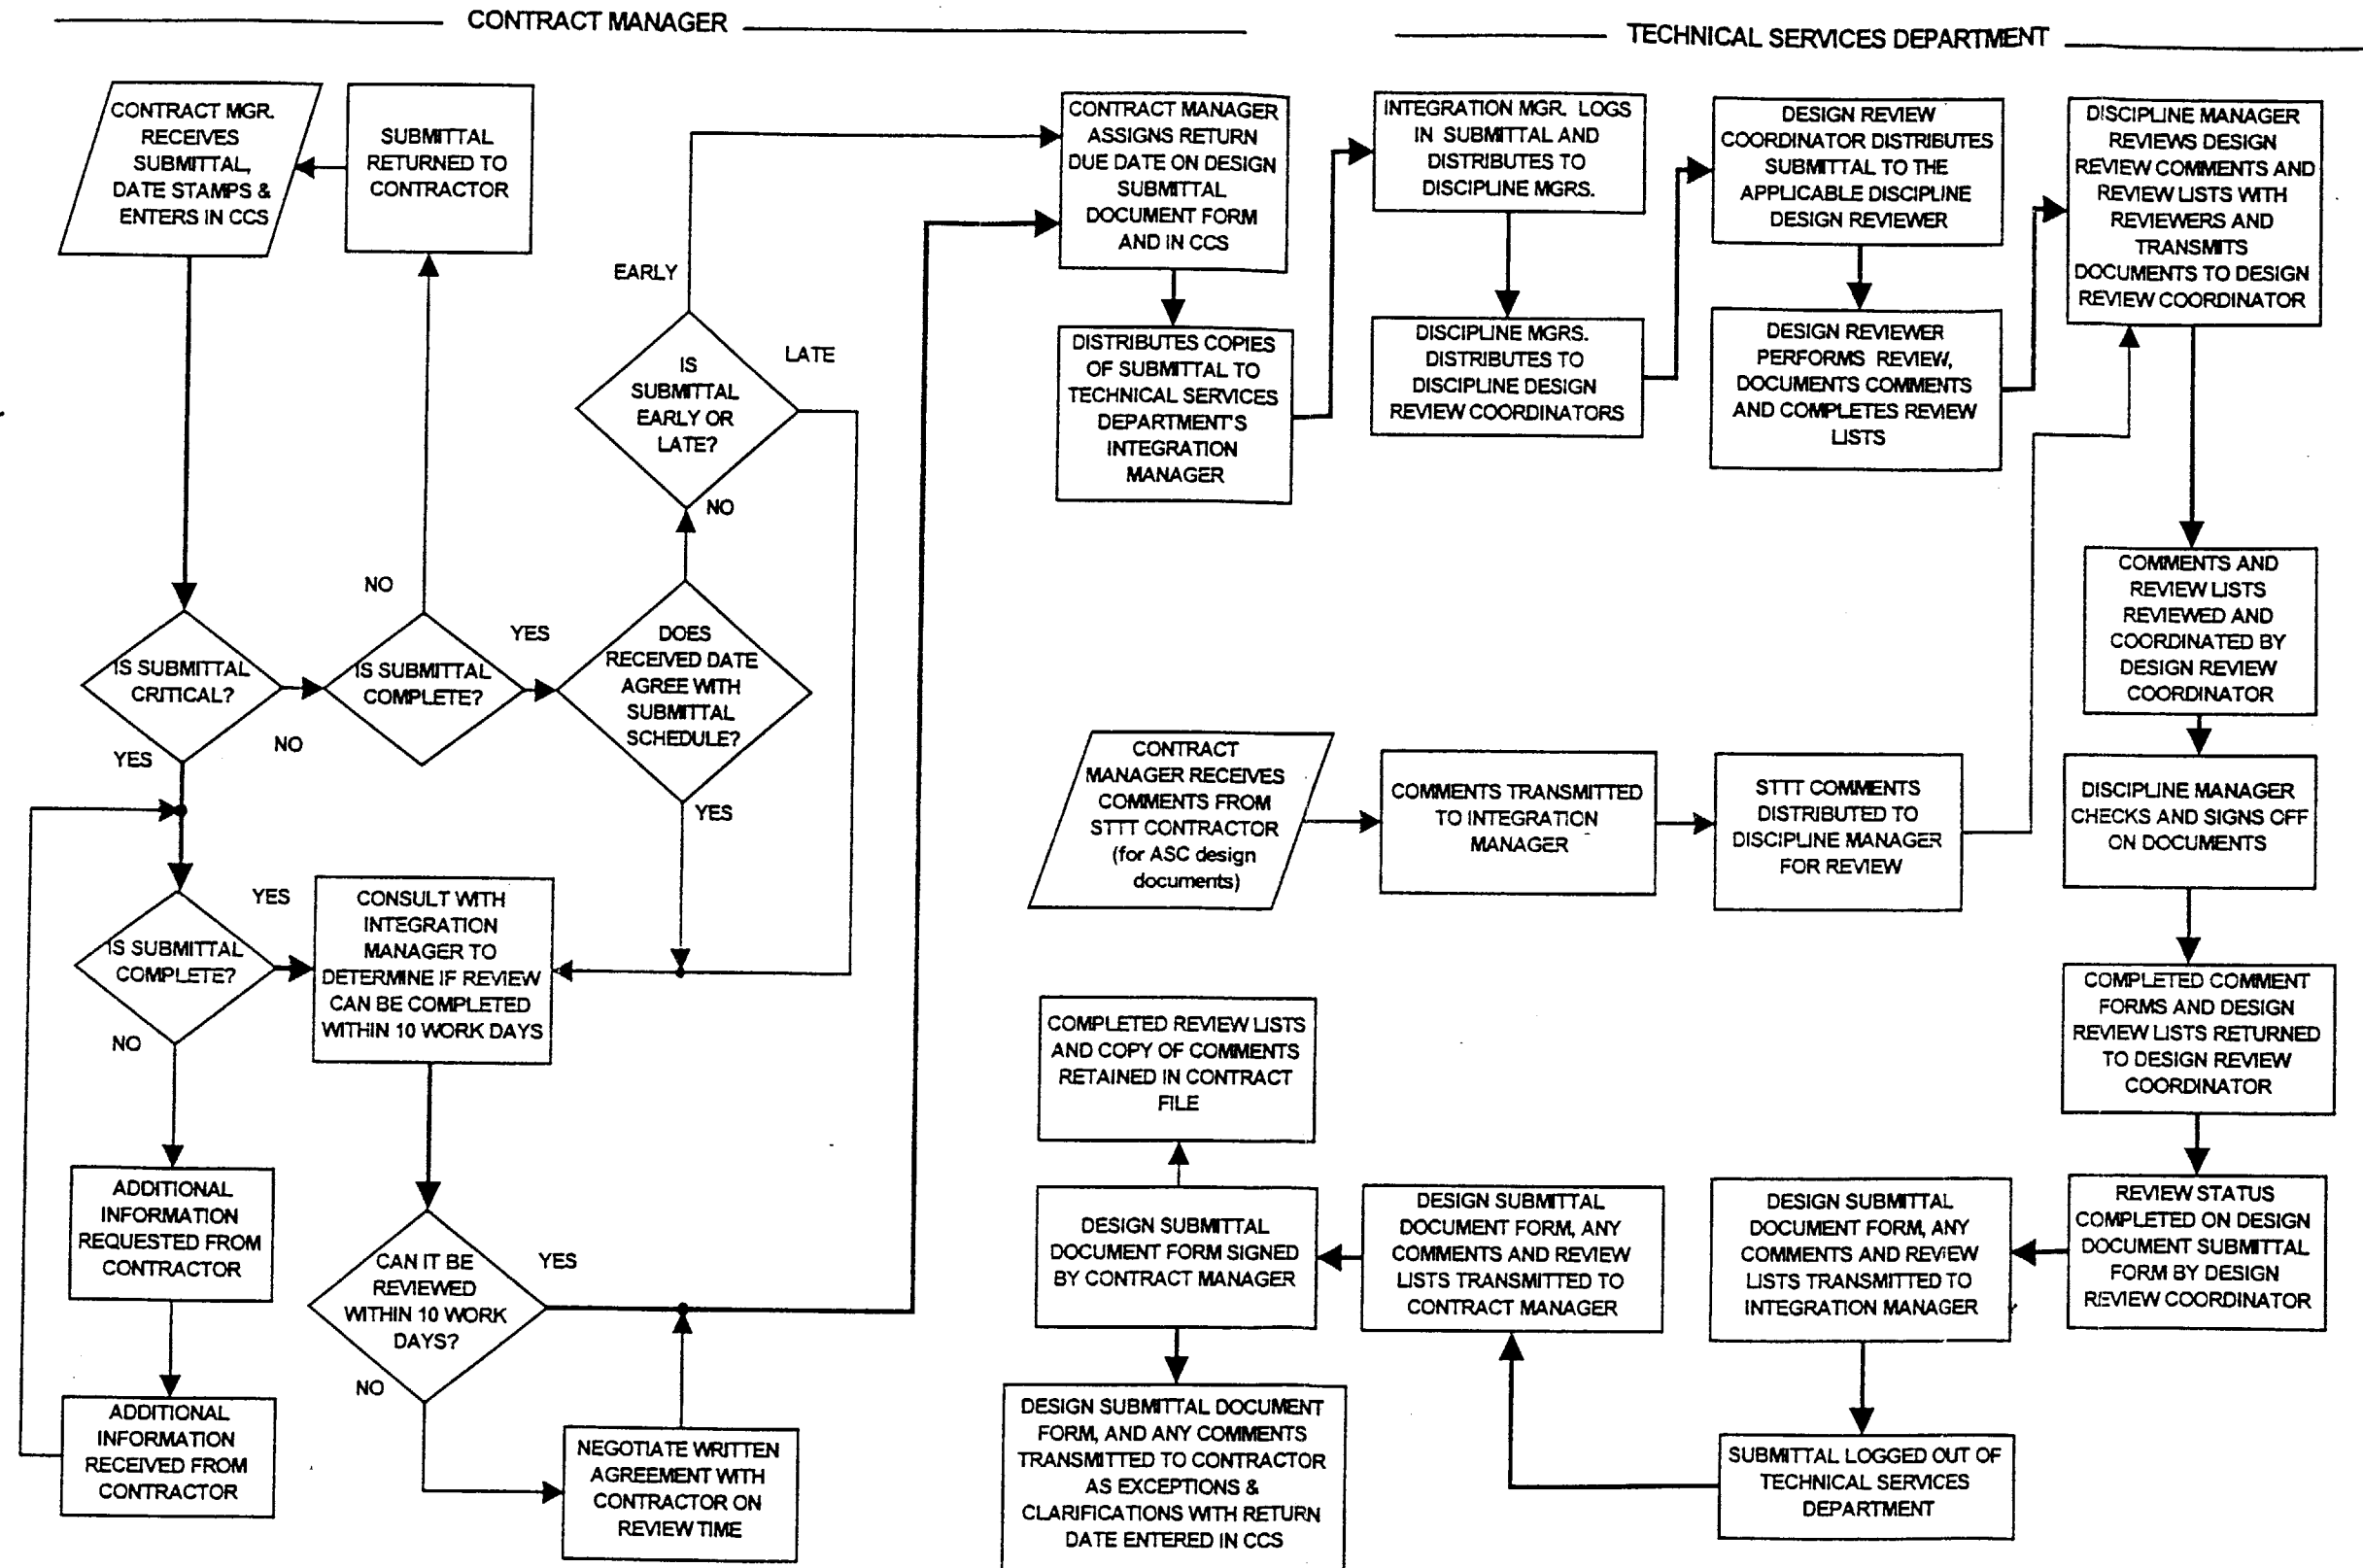 CONTRACT MANAGER
TECHNICAL SERVICES DEPARTMENT
CONTRACT MGR.
RECEIVES
SUBMITTAL,
DATE STAMPS &
ENTERS IN CCS
SUBMITTAL
RETURNED TO
CONTRACTOR
CONTRACT MANAGER
ASSIGNS RETURN
DUE DATE ON DESIGN
SUBMITTAL
DOCUMENT FORM
AND IN CCS
INTEGRATION MGR. LOGS
IN SUBMITTAL AND
DISTRIBUTES TO
DISCIPLINE MGRS.
DESIGN REVIEW
COORDINATOR DISTRIBUTES
SUBMITTAL TO THE
APPLICABLE DISCIPLINE
DESIGN REVIEWER
DISCIPLINE MANAGER
REVIEWS DESIGN
REVIEW COMMENTS AND
REVIEW LISTS WITH
REVIEWERS AND
TRANSMITS
DOCUMENTS TO DESIGN
REVIEW COORDINATOR
EARLY
LATE
IS
SUBMITTAL
EARLY OR
LATE?
NO
DISTRIBUTES COPIES
OF SUBMITTAL TO
TECHNICAL SERVICES
DEPARTMENT'S
INTEGRATION
MANAGER
DISCIPLINE MGRS.
DISTRIBUTES TO
DISCIPLINE DESIGN
REVIEW COORDINATORS
DESIGN REVIEWER
PERFORMS REVIEW,
DOCUMENTS COMMENTS
AND COMPLETES REVIEW
LISTS
COMMENTS AND
REVIEW LISTS
REVIEWED AND
COORDINATED BY
DESIGN REVIEW
COORDINATOR
IS SUBMITTAL
CRITICAL?
YES
NO
NO
IS SUBMITTAL
COMPLETE?
YES
DOES
RECEIVED DATE
AGREE WITH
SUBMITTAL
SCHEDULE?
YES
CONTRACT
MANAGER RECEIVES
COMMENTS FROM
STTT CONTRACTOR
(for ASC design
documents)
COMMENTS TRANSMITTED
TO INTEGRATION
MANAGER
STTT COMMENTS
DISTRIBUTED TO
DISCIPLINE MANAGER
FOR REVIEW
DISCIPLINE MANAGER
CHECKS AND SIGNS OFF
ON DOCUMENTS
IS SUBMITTAL
COMPLETE?
YES
NO
CONSULT WITH
INTEGRATION
MANAGER TO
DETERMINE IF REVIEW
CAN BE COMPLETED
WITHIN 10 WORK DAYS
COMPLETED COMMENT
FORMS AND DESIGN
REVIEW LISTS RETURNED
TO DESIGN REVIEW
COORDINATOR
COMPLETED REVIEW LISTS
AND COPY OF COMMENTS
RETAINED IN CONTRACT
FILE
ADDITIONAL
INFORMATION
REQUESTED FROM
CONTRACTOR
CAN IT BE
REVIEWED
WITHIN 10 WORK
DAYS?
YES
NO
DESIGN SUBMITTAL
DOCUMENT FORM SIGNED
BY CONTRACT MANAGER
DESIGN SUBMITTAL
DOCUMENT FORM, ANY
COMMENTS AND REVIEW
LISTS TRANSMITTED TO
CONTRACT MANAGER
DESIGN SUBMITTAL
DOCUMENT FORM, ANY
COMMENTS AND REVIEW
LISTS TRANSMITTED TO
INTEGRATION MANAGER
REVIEW STATUS
COMPLETED ON DESIGN
DOCUMENT SUBMITTAL
FORM BY DESIGN
REVIEW COORDINATOR
ADDITIONAL
INFORMATION
RECEIVED FROM
CONTRACTOR
NEGOTIATE WRITTEN
AGREEMENT WITH
CONTRACTOR ON
REVIEW TIME
DESIGN SUBMITTAL DOCUMENT
FORM, AND ANY COMMENTS
TRANSMITTED TO CONTRACTOR
AS EXCEPTIONS &
CLARIFICATIONS WITH RETURN
DATE ENTERED IN CCS
SUBMITTAL LOGGED OUT OF
TECHNICAL SERVICES
DEPARTMENT